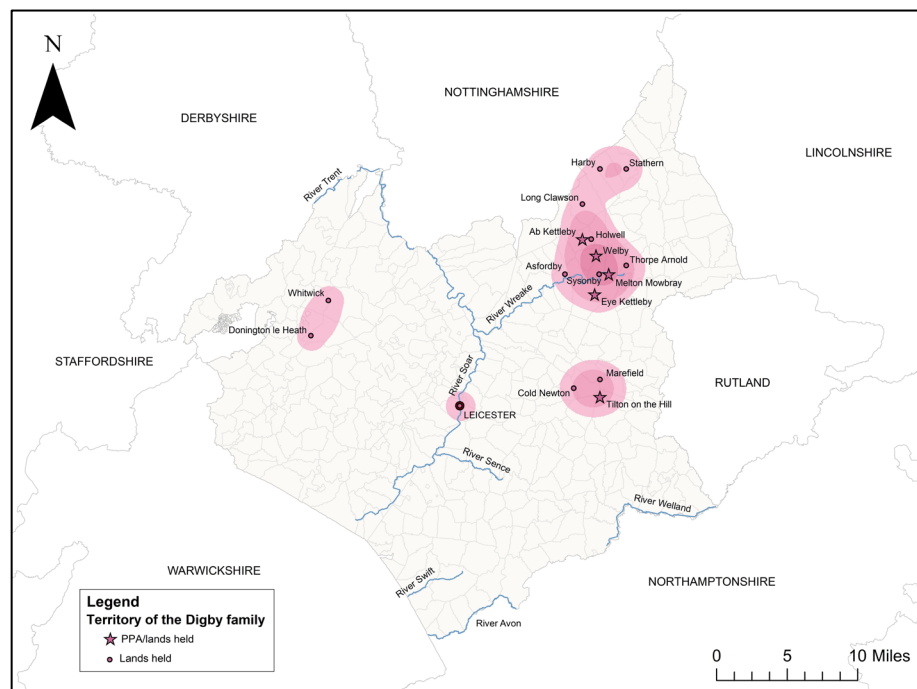 N
NOTTINGHAMSHIRE
DERBYSHIRE
LINCOLNSHIRE
River Trent
Harby
Stathern
Long Clawson
Ab Kettleby
Holwell
Welby
Thorpe Arnold
Asfordby
Sysonby
Melton Mowbray
Eye Kettleby
River Wreake
Whitwick
Donington le Heath
STAFFORDSHIRE
River Soar
Marefield
Cold Newton
Tilton on the Hill
RUTLAND
LEICESTER
River Sence
River Welland
WARWICKSHIRE
NORTHAMPTONSHIRE
River Swift
River Avon
Legend
Territory of the Digby family
PPA/lands held
Lands held
0 5 10 Miles